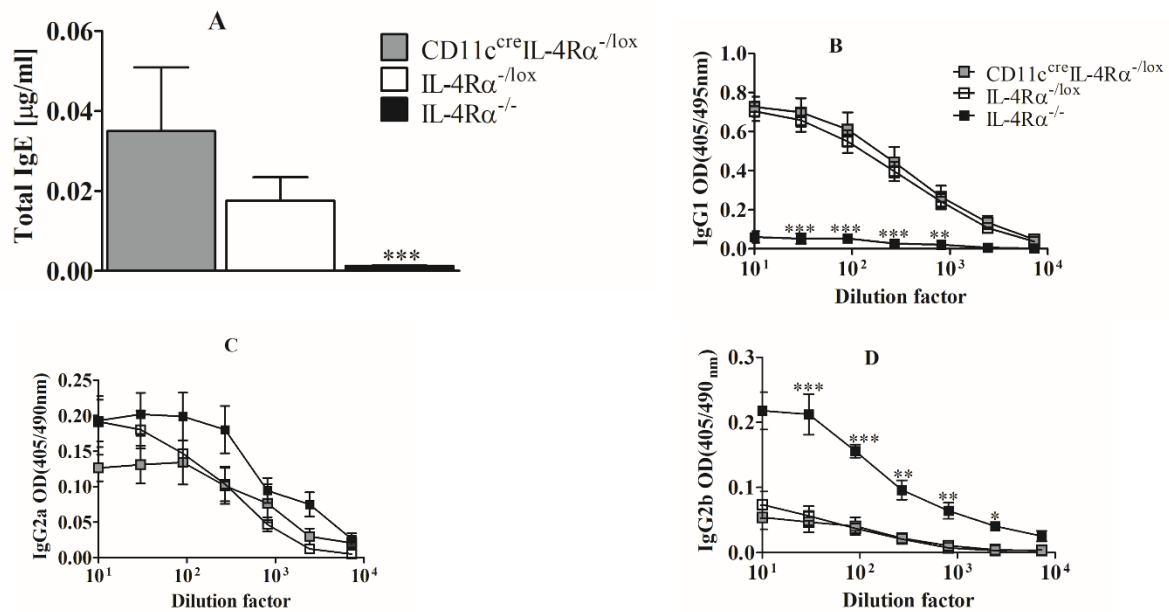 A
0.06
0.04
0.02
0.00
Total IgE [µg/ml]
***
CD11c^cre IL-4Rα^-/lox
IL-4Rα^-/lox
IL-4Rα^-/-
B
1.0
0.8
0.6
0.4
0.2
0.0
IgG1 OD(405/495nm)
CD11c^cre IL-4Rα^-/lox
IL-4Rα^-/lox
IL-4Rα^-/-
*** *** *** **
10^1 10^2 10^3 10^4
Dilution factor
C
0.25
0.20
0.15
0.10
0.05
0.00
IgG2a OD(405/490nm)
10^1 10^2 10^3 10^4
Dilution factor
D
0.3
0.2
0.1
0.0
IgG2b OD(405/490nm)
***
***
**
**
*
10^1 10^2 10^3 10^4
Dilution factor